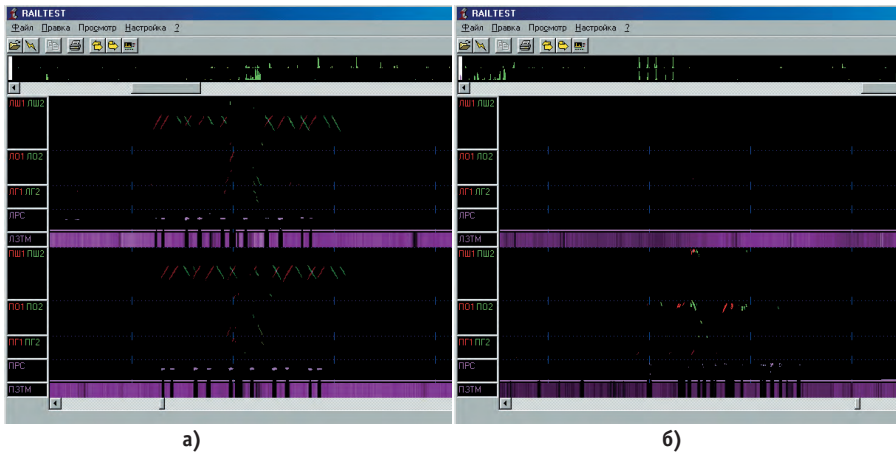 RAILTEST
Файл Правка Просмотр Настройка ?
ЛШ1 ЛШ2
ЛО1 ЛО2
ЛГ1 ЛГ2
ЛРС
ЛЗТМ
ПШ1 ПШ2
ПО1 ПО2
ПГ1 ПГ2
ПРС
ПЗТМ
а)
RAILTEST
Файл Правка Просмотр Настройка ?
ЛШ1 ЛШ2
ЛО1 ЛО2
ЛГ1 ЛГ2
ЛРС
ЛЗТМ
ПШ1 ПШ2
ПО1 ПО2
ПГ1 ПГ2
ПРС
ПЗТМ
б)